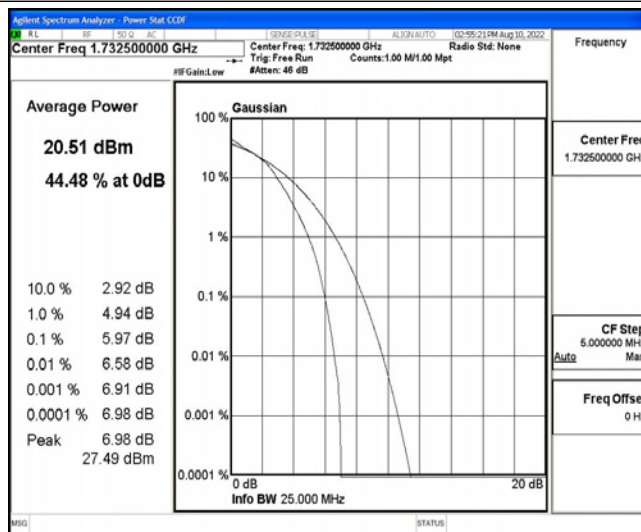 Agilent Spectrum Analyzer - Power Stat CCDF
RL RF 50 Ω AC SENSE:PULSE ALIGN AUTO 02:55:21 PM Aug 10, 2022
Center Freq 1.732500000 GHz
Center Freq: 1.732500000 GHz Radio Std: None
Trig: Free Run Counts:1.00 M/1.00 Mpt
#IFGain:Low #Atten: 46 dB
Frequency
Average Power
20.51 dBm
44.48 % at 0dB
10.0 % 2.92 dB
1.0 % 4.94 dB
0.1 % 5.97 dB
0.01 % 6.58 dB
0.001 % 6.91 dB
0.0001 % 6.98 dB
Peak 6.98 dB
27.49 dBm
Gaussian
100 %
10 %
1 %
0.1 %
0.01 %
0.001 %
0.0001 %
0 dB 20 dB
Info BW 25.000 MHz
Center Freq
1.732500000 GHz
CF Step
5.000000 MHz
Auto Man
Freq Offset
0 Hz
MSG STATUS